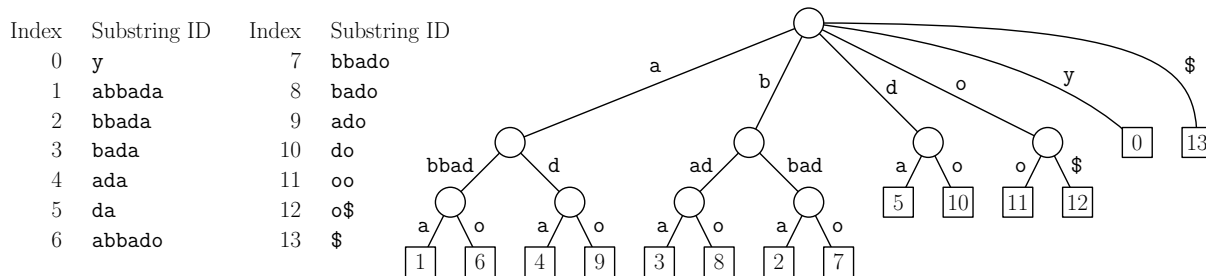 Index Substring ID Index Substring ID
0 y 7 bbado
1 abbada 8 bado
2 bbada 9 ado
3 bada 10 do
4 ada 11 oo
5 da 12 o$
6 abbado 13 $
a b d o y $
0 13
bbad d ad bad a o o $
5 10 11 12
a o a o a o a o
1 6 4 9 3 8 2 7